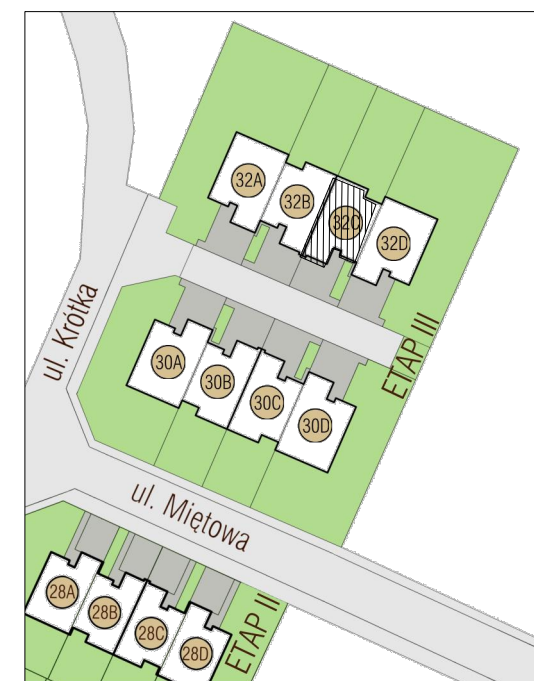 32A
32B
32C
32D
ul. Krótka
ETAP III
30A
30B
30C
30D
ul. Miętowa
28A
28B
28C
28D
ETAP II